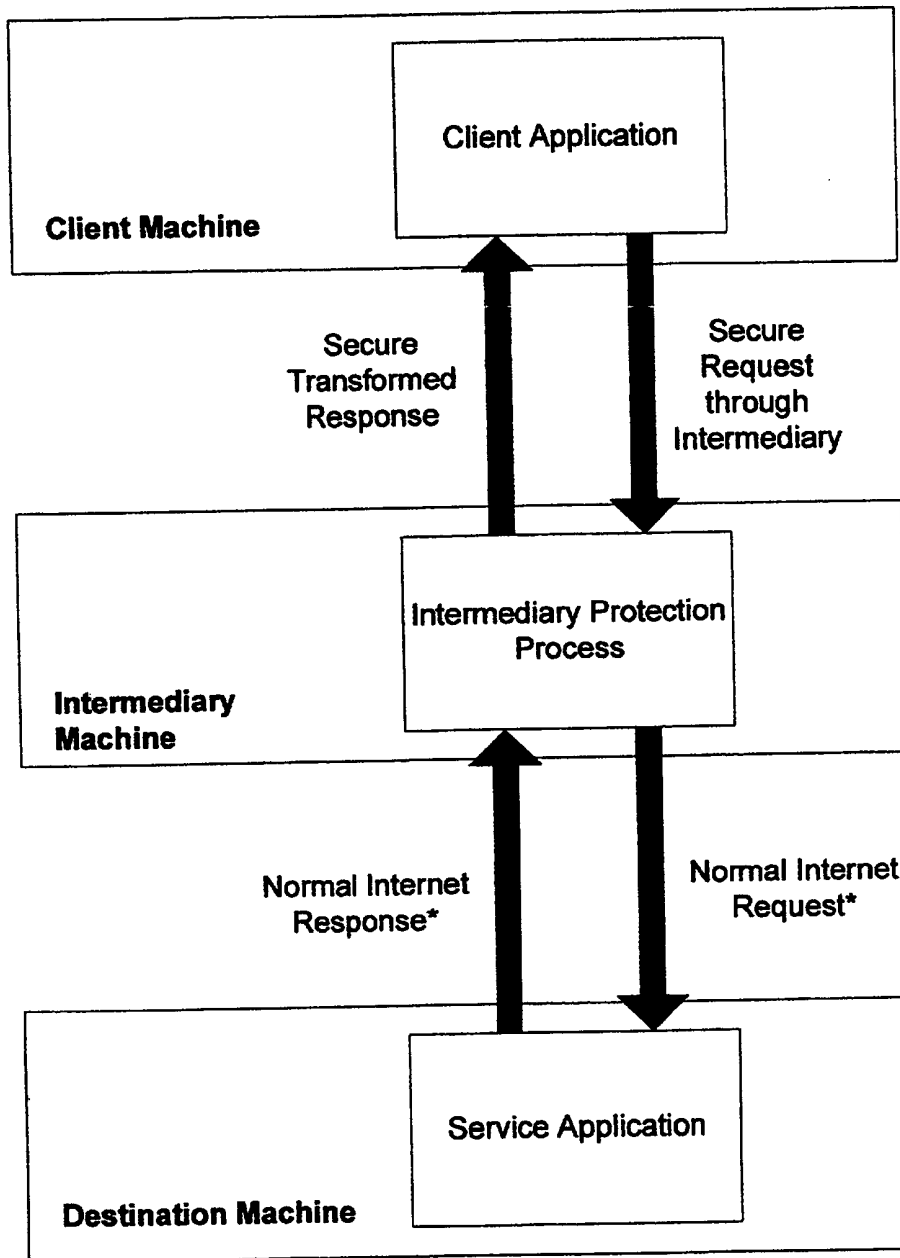 Client Application
Client Machine
Secure
Transformed
Response
Secure
Request
through
Intermediary
Intermediary Protection
Process
Intermediary
Machine
Normal Internet
Response*
Normal Internet
Request*
Service Application
Destination Machine